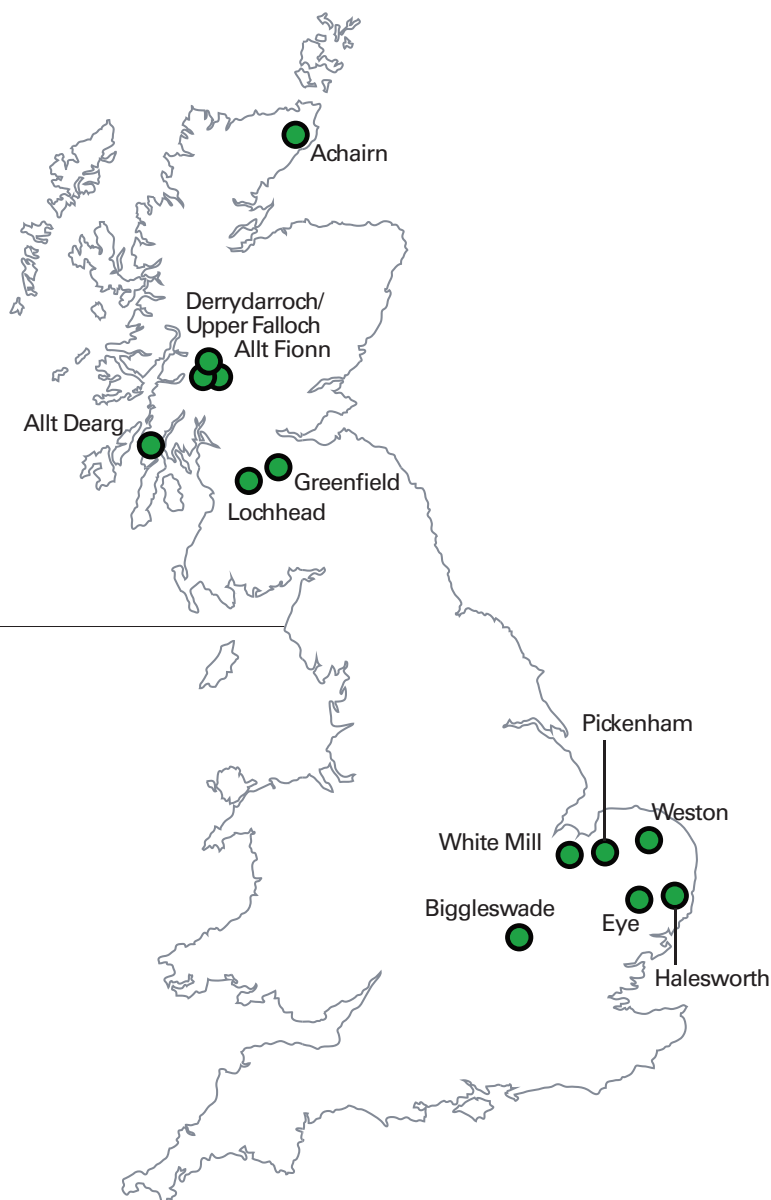 Achairn
Derrydarroch/
Upper Falloch
Allt Fionn
Allt Dearg
Greenfield
Lochhead
Pickenham
Weston
White Mill
Biggleswade
Eye
Halesworth